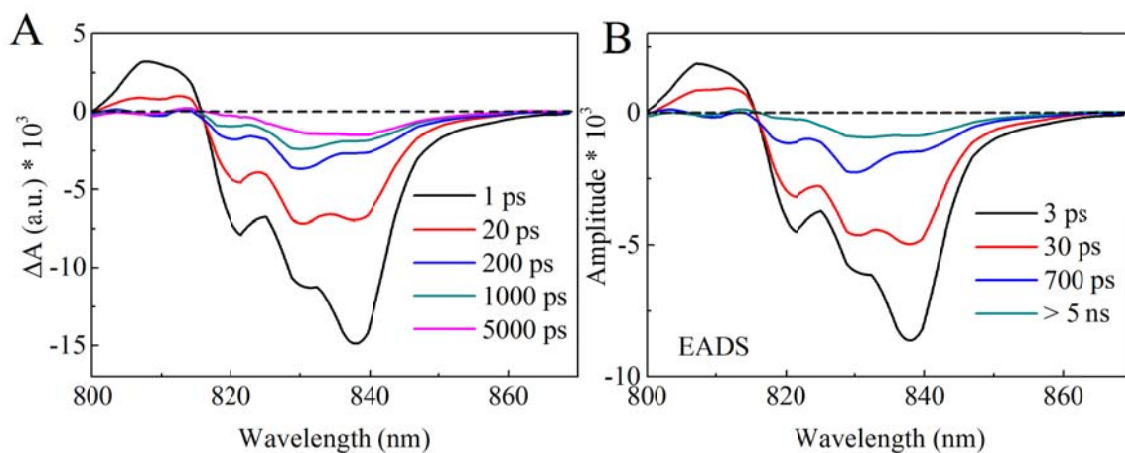 A
ΔA (a.u.) * 10³
5
0
-5
-10
-15
800 820 840 860
Wavelength (nm)
1 ps
20 ps
200 ps
1000 ps
5000 ps
B
Amplitude * 10³
0
-5
-10
800 820 840 860
Wavelength (nm)
3 ps
30 ps
700 ps
> 5 ns
EADS